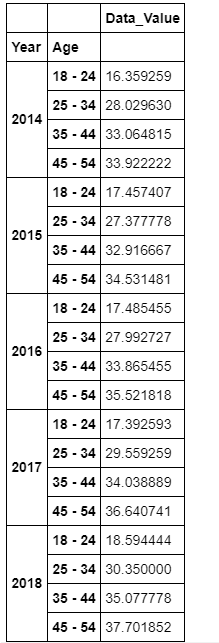 Data_Value
Year Age
2014
18 - 24 16.359259
25 - 34 28.029630
35 - 44 33.064815
45 - 54 33.922222
2015
18 - 24 17.457407
25 - 34 27.377778
35 - 44 32.916667
45 - 54 34.531481
2016
18 - 24 17.485455
25 - 34 27.992727
35 - 44 33.865455
45 - 54 35.521818
2017
18 - 24 17.392593
25 - 34 29.559259
35 - 44 34.038889
45 - 54 36.640741
2018
18 - 24 18.594444
25 - 34 30.350000
35 - 44 35.077778
45 - 54 37.701852